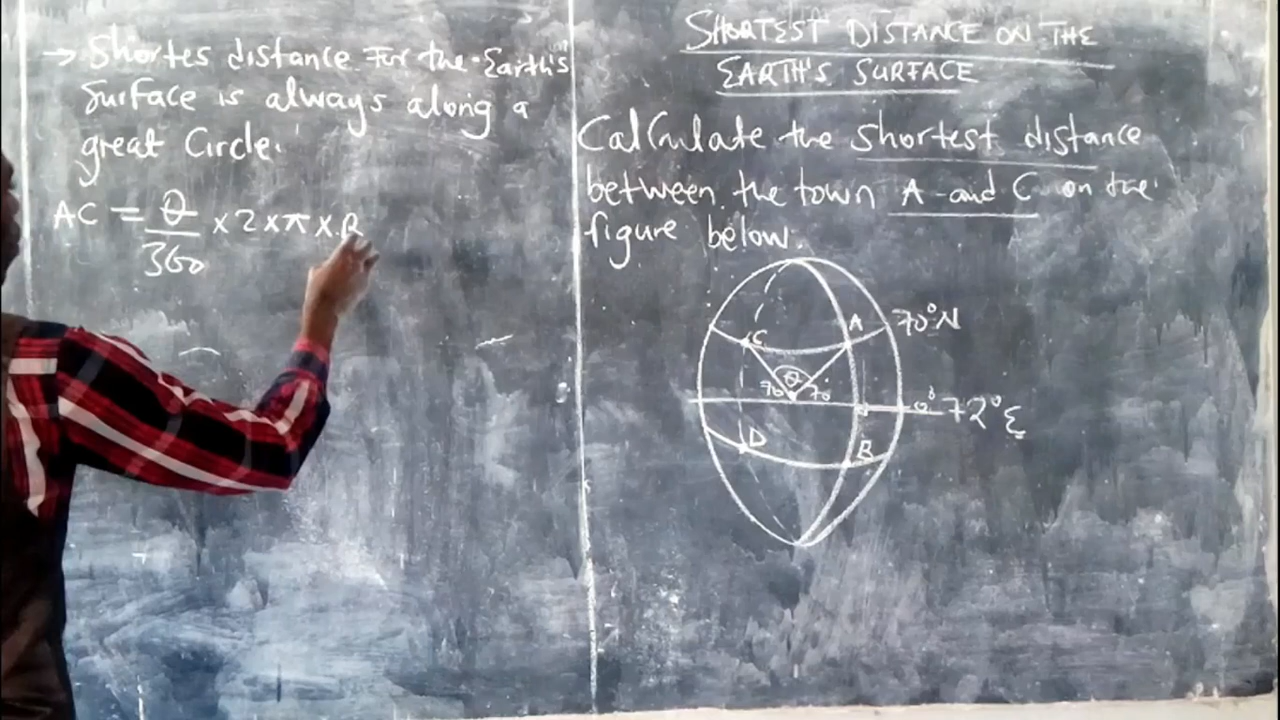 → Shortes distance for the Earth's
Surface is always along a
great Circle.
AC = θ/360 × 2 × π × R
SHORTEST DISTANCE ON THE
EARTH'S SURFACE
Calculate the shortest distance
between the town A and C on the
figure below.
C A 70°N
θ
70° 70°
0° 72°E
D B